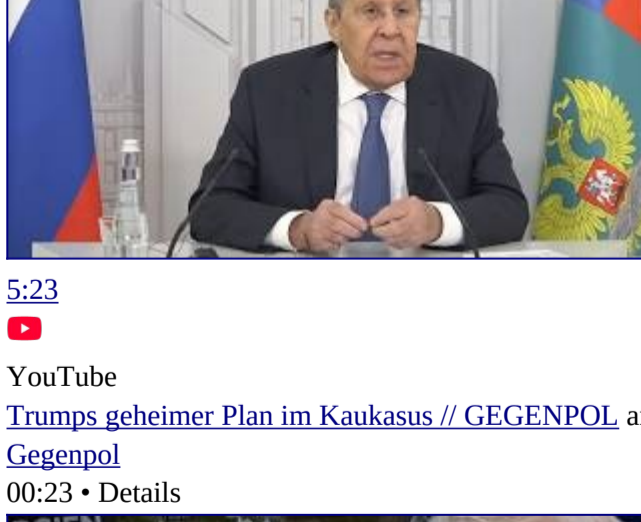 5:23
YouTube
Trumps geheimer Plan im Kaukasus // GEGENPOL
Gegenpol
00:23 • Details